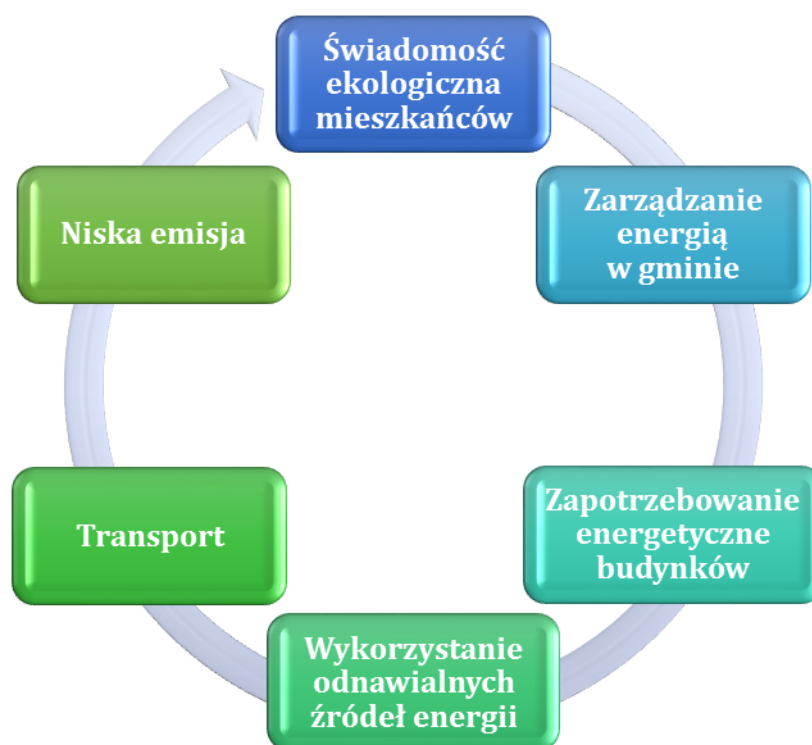 Świadomość
ekologiczna
mieszkańców
Zarządzanie
energią
w gminie
Zapotrzebowanie
energetyczne
budynków
Wykorzystanie
odnawialnych
źródeł energii
Transport
Niska emisja